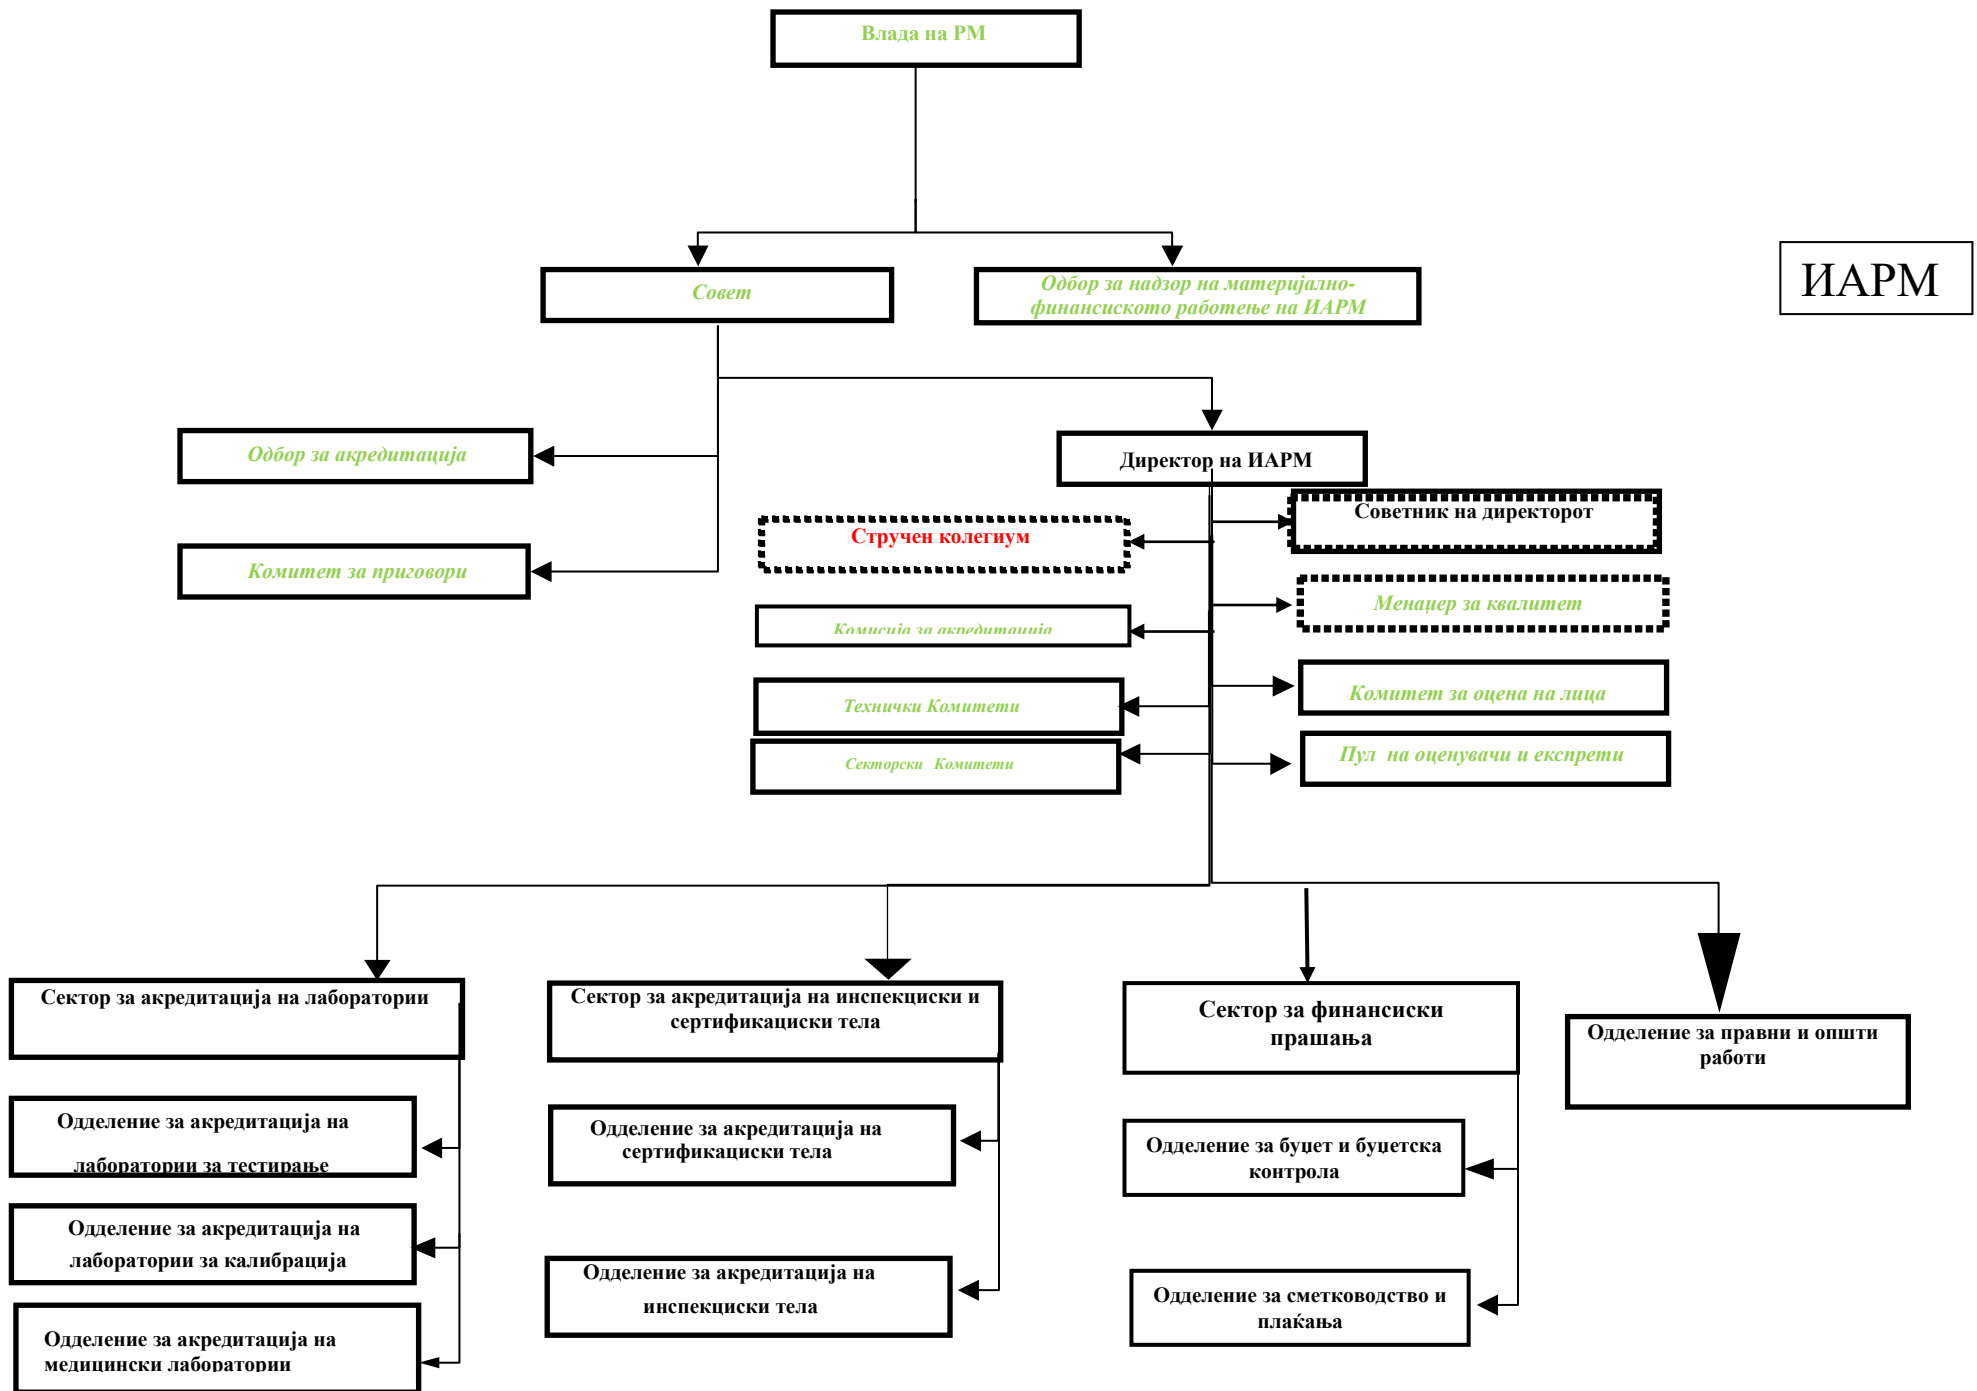 Влада на РМ
Совет
Одбор за надзор на материјално-
финансиското работење на ИАРМ
ИАРМ
Одбор за акредитација
Директор на ИАРМ
Комитет за приговори
Стручен колегиум
Советник на директорот
Комисија за акредитација
Менаџер за квалитет
Технички Комитети
Комитет за оцена на лица
Секторски Комитети
Пул на оценувачи и експрети
Сектор за акредитација на лаборатории
Сектор за акредитација на инспекциски и
сертификациски тела
Сектор за финансиски
прашања
Одделение за правни и општи
работи
Одделение за акредитација на
лаборатории за тестирање
Одделение за акредитација на
сертификациски тела
Одделение за буџет и буџетска
контрола
Одделение за акредитација на
лаборатории за калибрација
Одделение за акредитација на
инспекциски тела
Одделение за сметководство и
плаќања
Одделение за акредитација на
медицински лаборатории